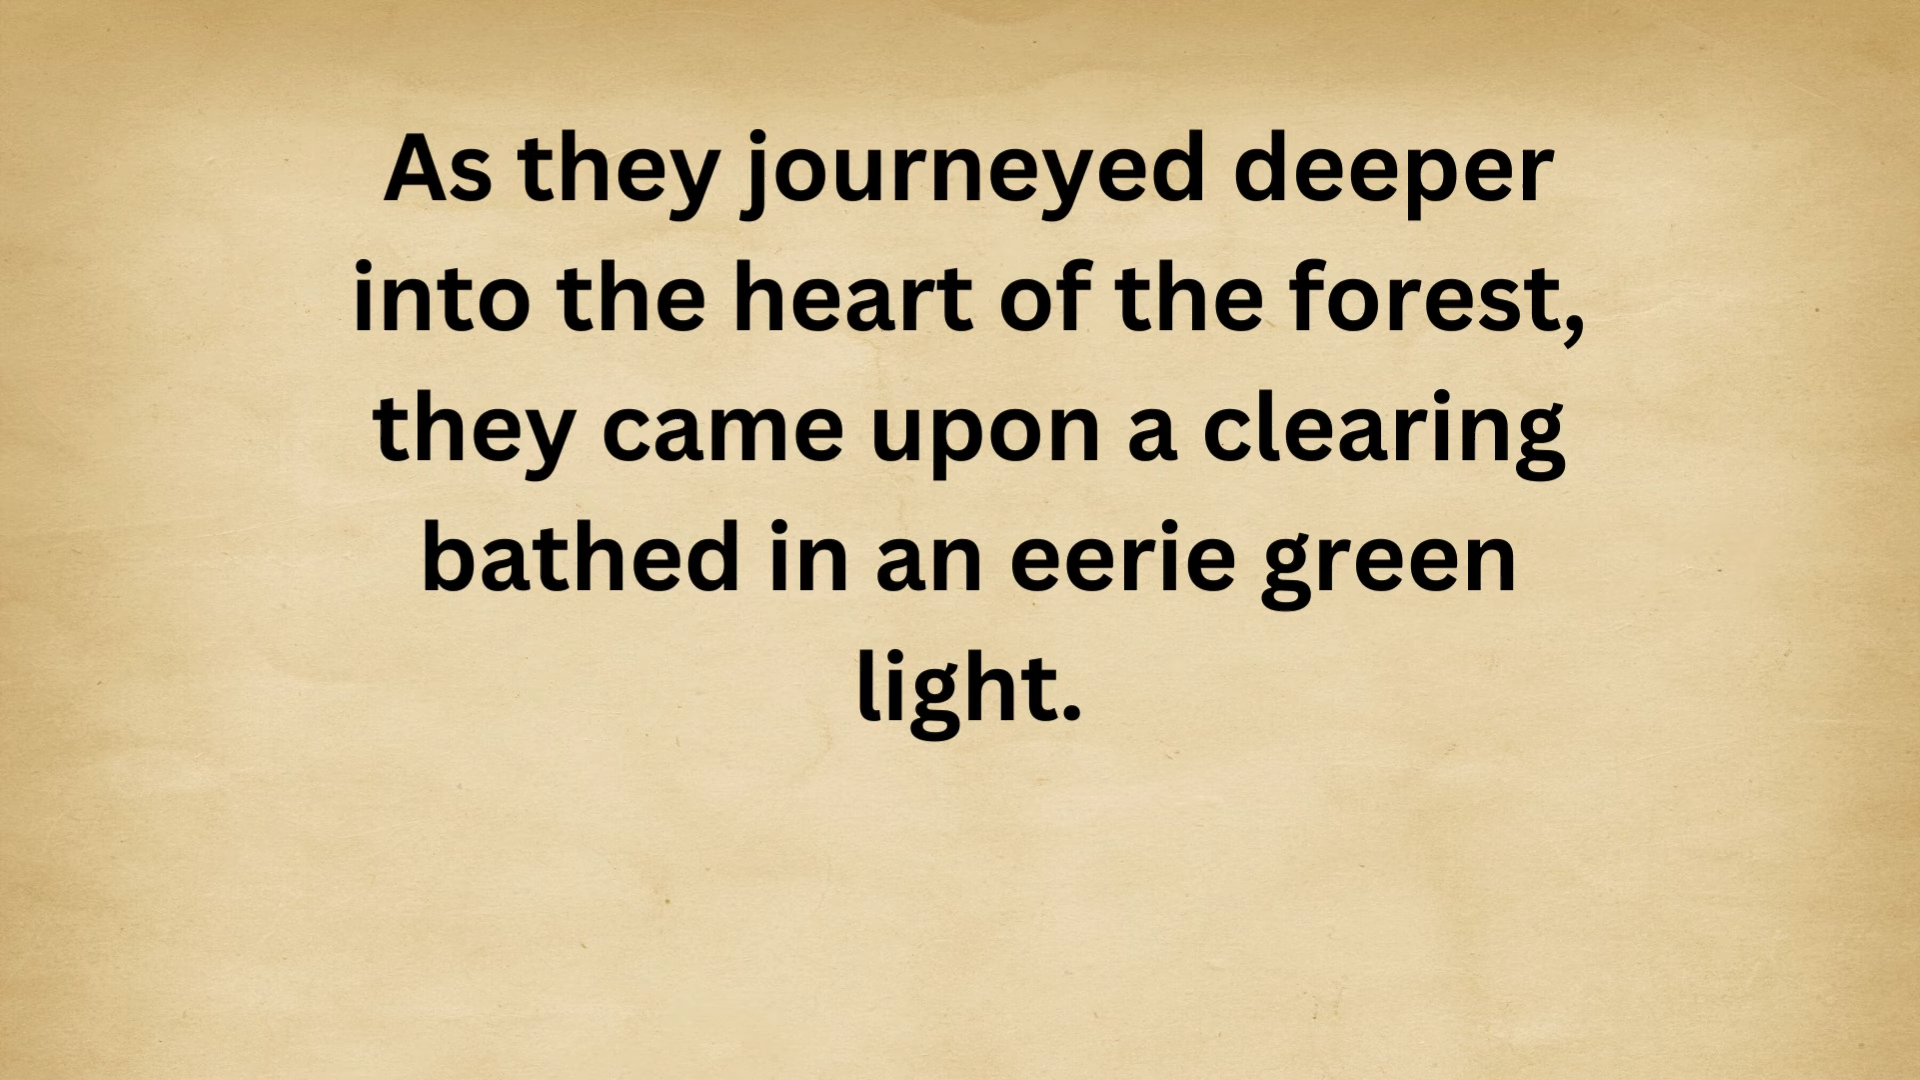 As they journeyed deeper
into the heart of the forest,
they came upon a clearing
bathed in an eerie green
light.